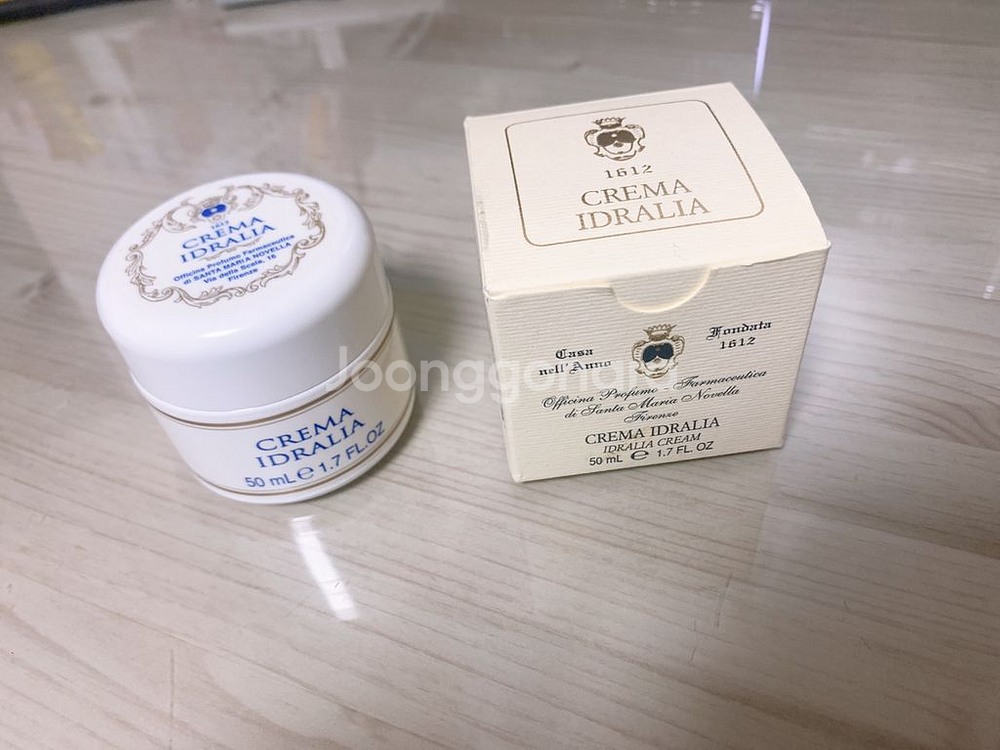 1612
CREMA
IDRALIA
Officina Profumo Farmaceutica
di SANTA MARIA NOVELLA
Via della Scala, 16
Firenze
CREMA
IDRALIA
50 mL e 1.7 FL.OZ
1612
CREMA
IDRALIA
Casa
nell'Anno
Fondata
1612
Officina Profumo - Farmaceutica
di Santa Maria Novella
Firenze
CREMA IDRALIA
IDRALIA CREAM
50 mL e 1.7 FL. OZ